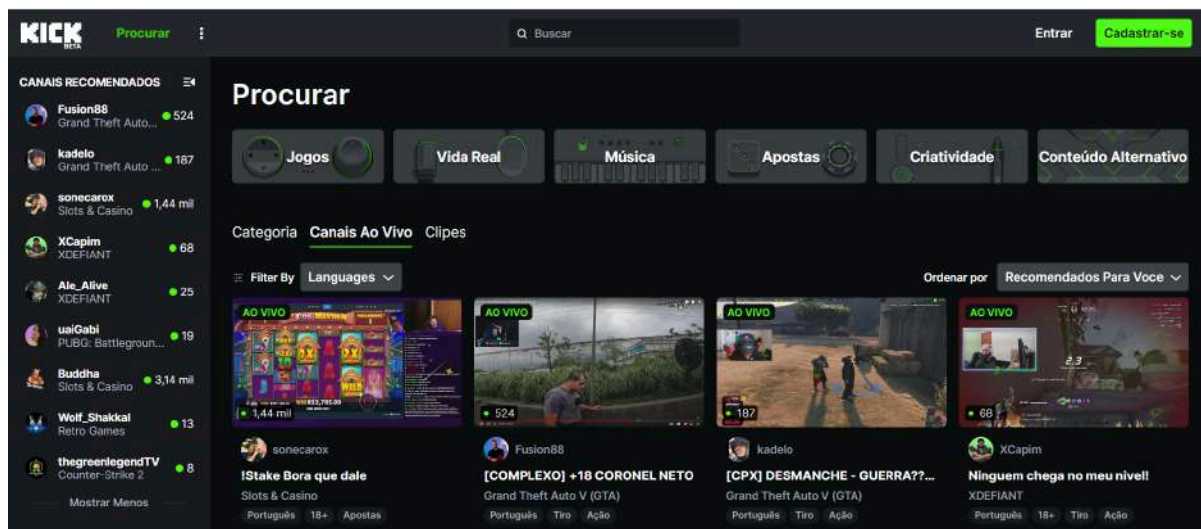 KICK
BETA
Procurar
Buscar
Entrar
Cadastrar-se
CANAIS RECOMENDADOS
Fusion88
Grand Theft Auto...
524
kadelo
Grand Theft Auto ...
187
sonecarox
Slots & Casino
1,44 mil
XCapim
XDEFIANT
68
Ale_Alive
XDEFIANT
25
uaiGabi
PUBG: Battlegroun...
19
Buddha
Slots & Casino
3,14 mil
Wolf_Shakkal
Retro Games
13
thegreenlegendTV
Counter-Strike 2
8
Mostrar Menos
Procurar
Jogos
Vida Real
Música
Apostas
Criatividade
Conteúdo Alternativo
Categoria Canais Ao Vivo Clipes
Filter By Languages
Ordenar por Recomendados Para Voce
AO VIVO
1,44 mil
sonecarox
!Stake Bora que dale
Slots & Casino
Português 18+ Apostas
AO VIVO
524
Fusion88
[COMPLEXO] +18 CORONEL NETO
Grand Theft Auto V (GTA)
Português Tiro Ação
AO VIVO
187
kadelo
[CPX] DESMANCHE - GUERRA??...
Grand Theft Auto V (GTA)
Português Tiro Ação
AO VIVO
2.3
68
XCapim
Ninguem chega no meu nivel!
XDEFIANT
Português 18+ Tiro Ação